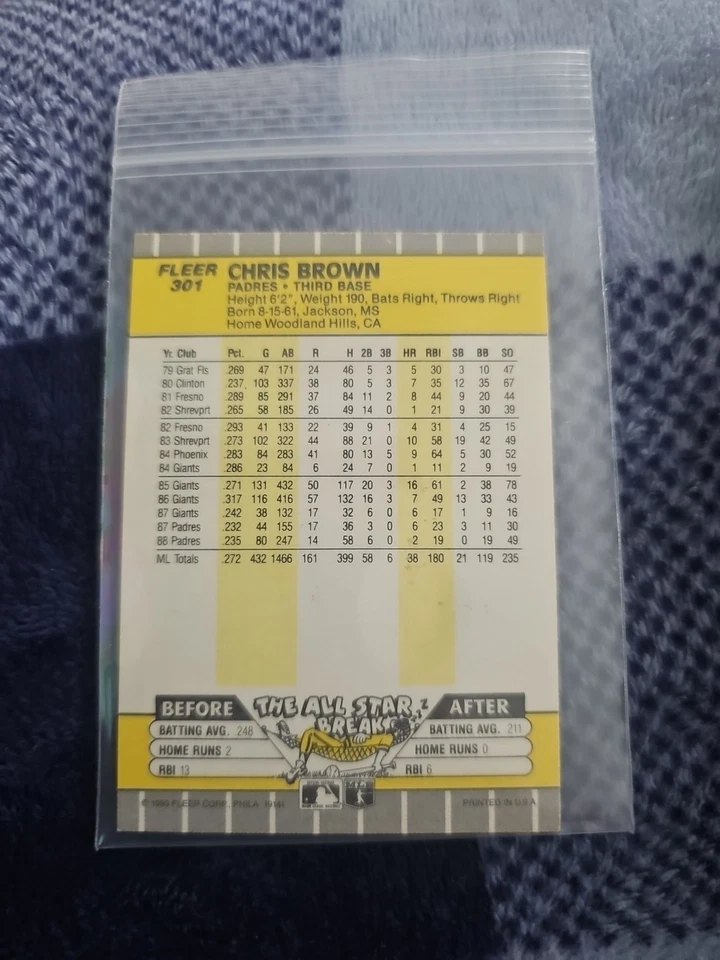 FLEER CHRIS BROWN
301 PADRES • THIRD BASE
Height 6'2", Weight 190, Bats Right, Throws Right
Born 8-15-61, Jackson, MS
Home Woodland Hills, CA
Yr. Club Pct. G AB R H 2B 3B HR RBI SB BB SO
79 Grat Fls .269 47 171 24 46 5 3 5 30 3 10 47
80 Clinton .237 103 337 38 80 5 3 7 35 12 35 67
81 Fresno .289 85 291 37 84 11 2 8 44 9 20 44
82 Shrevprt .265 58 185 26 49 14 0 1 21 9 30 39
82 Fresno .293 41 133 22 39 9 1 4 31 4 25 15
83 Shrevprt .273 102 322 44 88 21 0 10 58 19 42 49
84 Phoenix .283 84 283 41 80 13 5 9 64 5 30 52
84 Giants .286 23 84 6 24 7 0 1 11 2 9 19
85 Giants .271 131 432 50 117 20 3 16 61 2 38 78
86 Giants .317 116 416 57 132 16 3 7 49 13 33 43
87 Giants .242 38 132 17 32 6 0 6 17 1 9 16
87 Padres .232 44 155 17 36 3 0 6 23 3 11 30
88 Padres .235 80 247 14 58 6 0 2 19 0 19 49
ML Totals .272 432 1466 161 399 58 6 38 180 21 119 235
BEFORE THE ALL STAR BREAK AFTER
BATTING AVG. 248 BATTING AVG. 211
HOME RUNS 2 HOME RUNS 0
RBI 13 RBI 6
© 1989 FLEER CORP. PHILA. 19141 PRINTED IN U.S.A.